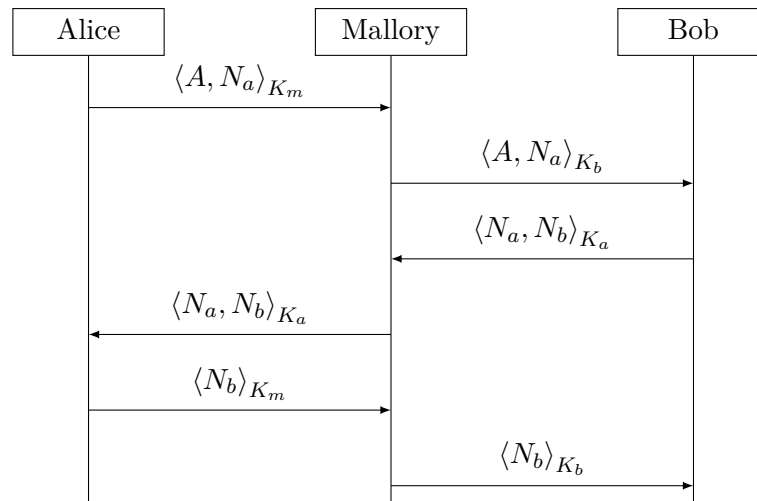 Alice Mallory Bob
⟨A, N_a⟩_{K_m}
⟨A, N_a⟩_{K_b}
⟨N_a, N_b⟩_{K_a}
⟨N_a, N_b⟩_{K_a}
⟨N_b⟩_{K_m}
⟨N_b⟩_{K_b}